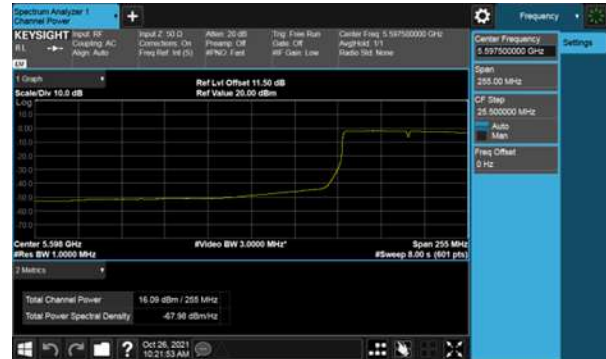 Spectrum Analyzer 1
Channel Power
Frequency
KEYSIGHT
Input: RF
Coupling: AC
Align: Auto
Input Z: 50 Ω
Corrections: On
Freq Ref: Int (S)
Atten: 20 dB
Preamp: Off
#PNO: Fast
Trig: Free Run
Gate: Off
#IF Gain: Low
Center Freq: 5.597500000 GHz
Avg|Hold: 1/1
Radio Std: None
Center Frequency
5.597500000 GHz
Settings
Span
255.00 MHz
CF Step
25.500000 MHz
Auto
Man
Freq Offset
0 Hz
1 Graph
Scale/Div 10.0 dB
Ref Lvl Offset 11.50 dB
Ref Value 20.00 dBm
Log
10.0
0.00
-70.0
Center 5.598 GHz
#Res BW 1.0000 MHz
#Video BW 3.0000 MHz*
Span 255 MHz
#Sweep 8.00 s (601 pts)
2 Metrics
Total Channel Power 16.09 dBm / 255 MHz
Total Power Spectral Density -67.98 dBm/Hz
Oct 26, 2021
10:21:53 AM